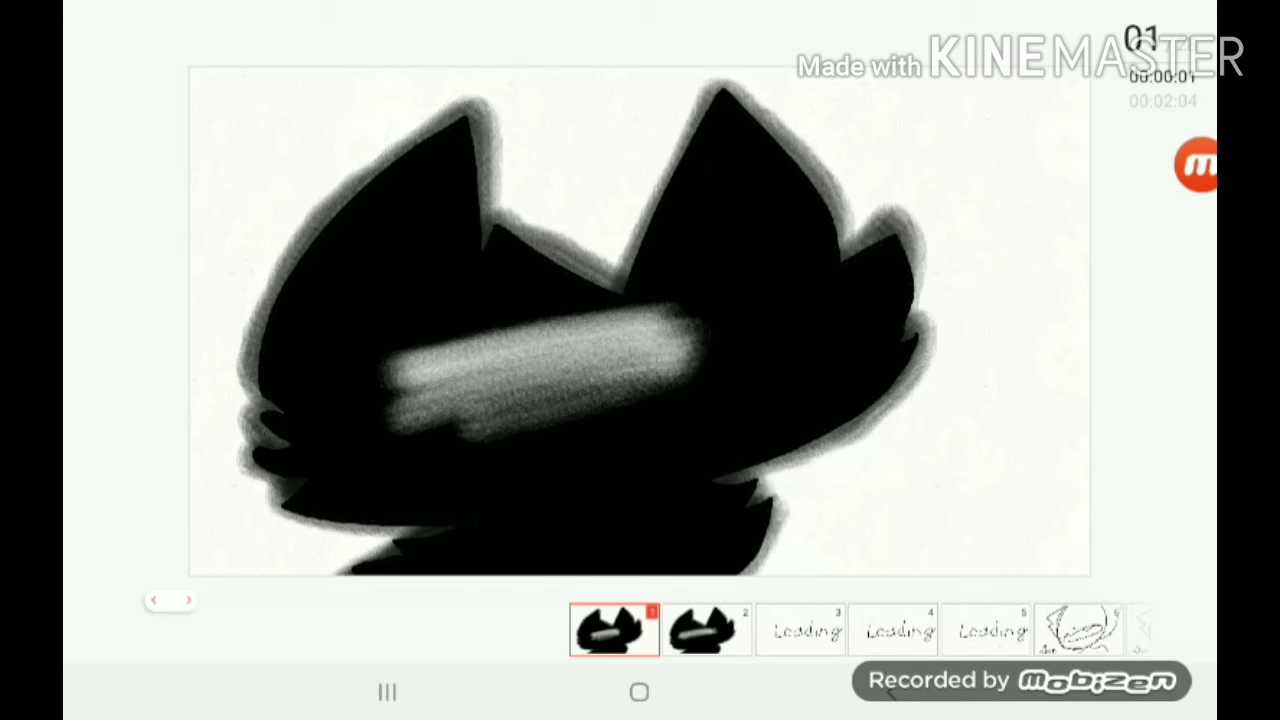 01
Made with KINEMASTER
00:00:01
00:02:04
1
2
3
4
5
6
Loading
Loading
Loading
Recorded by mobizen